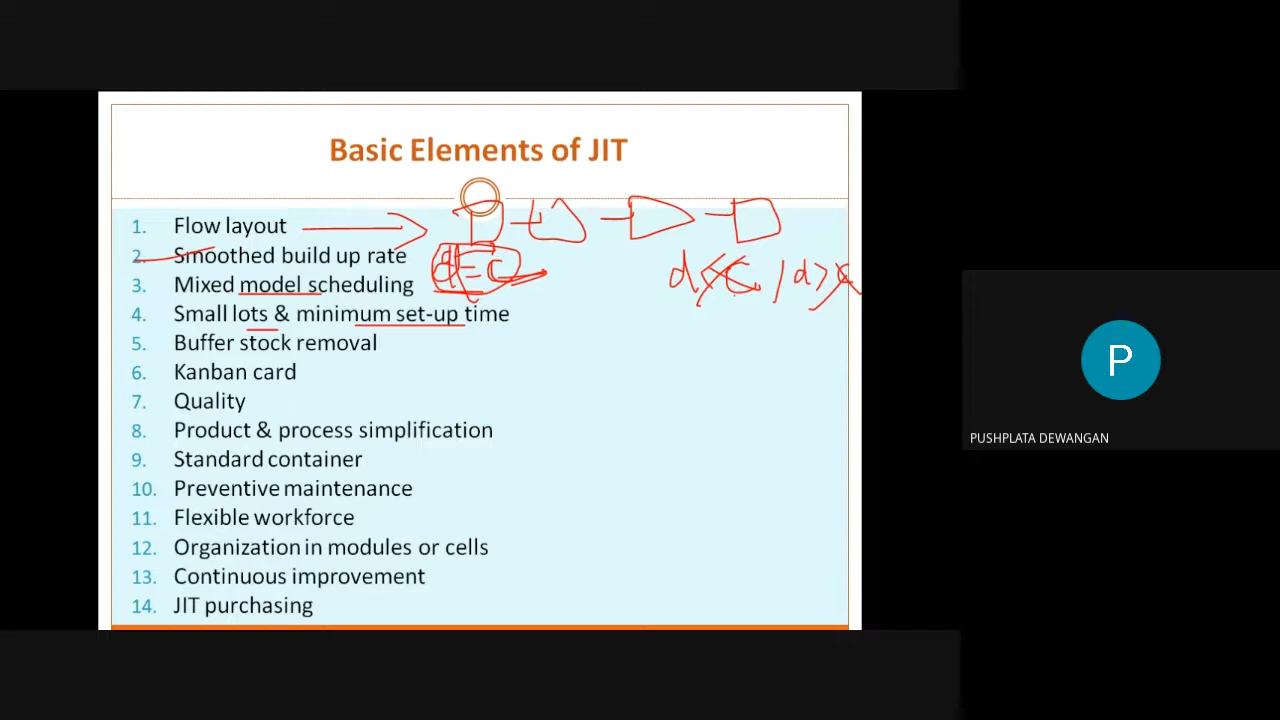 Basic Elements of JIT
1. Flow layout
2. Smoothed build up rate
3. Mixed model scheduling
d=c
d<c / d>c
4. Small lots & minimum set-up time
5. Buffer stock removal
6. Kanban card
7. Quality
8. Product & process simplification
9. Standard container
10. Preventive maintenance
11. Flexible workforce
12. Organization in modules or cells
13. Continuous improvement
14. JIT purchasing
P
PUSHPLATA DEWANGAN